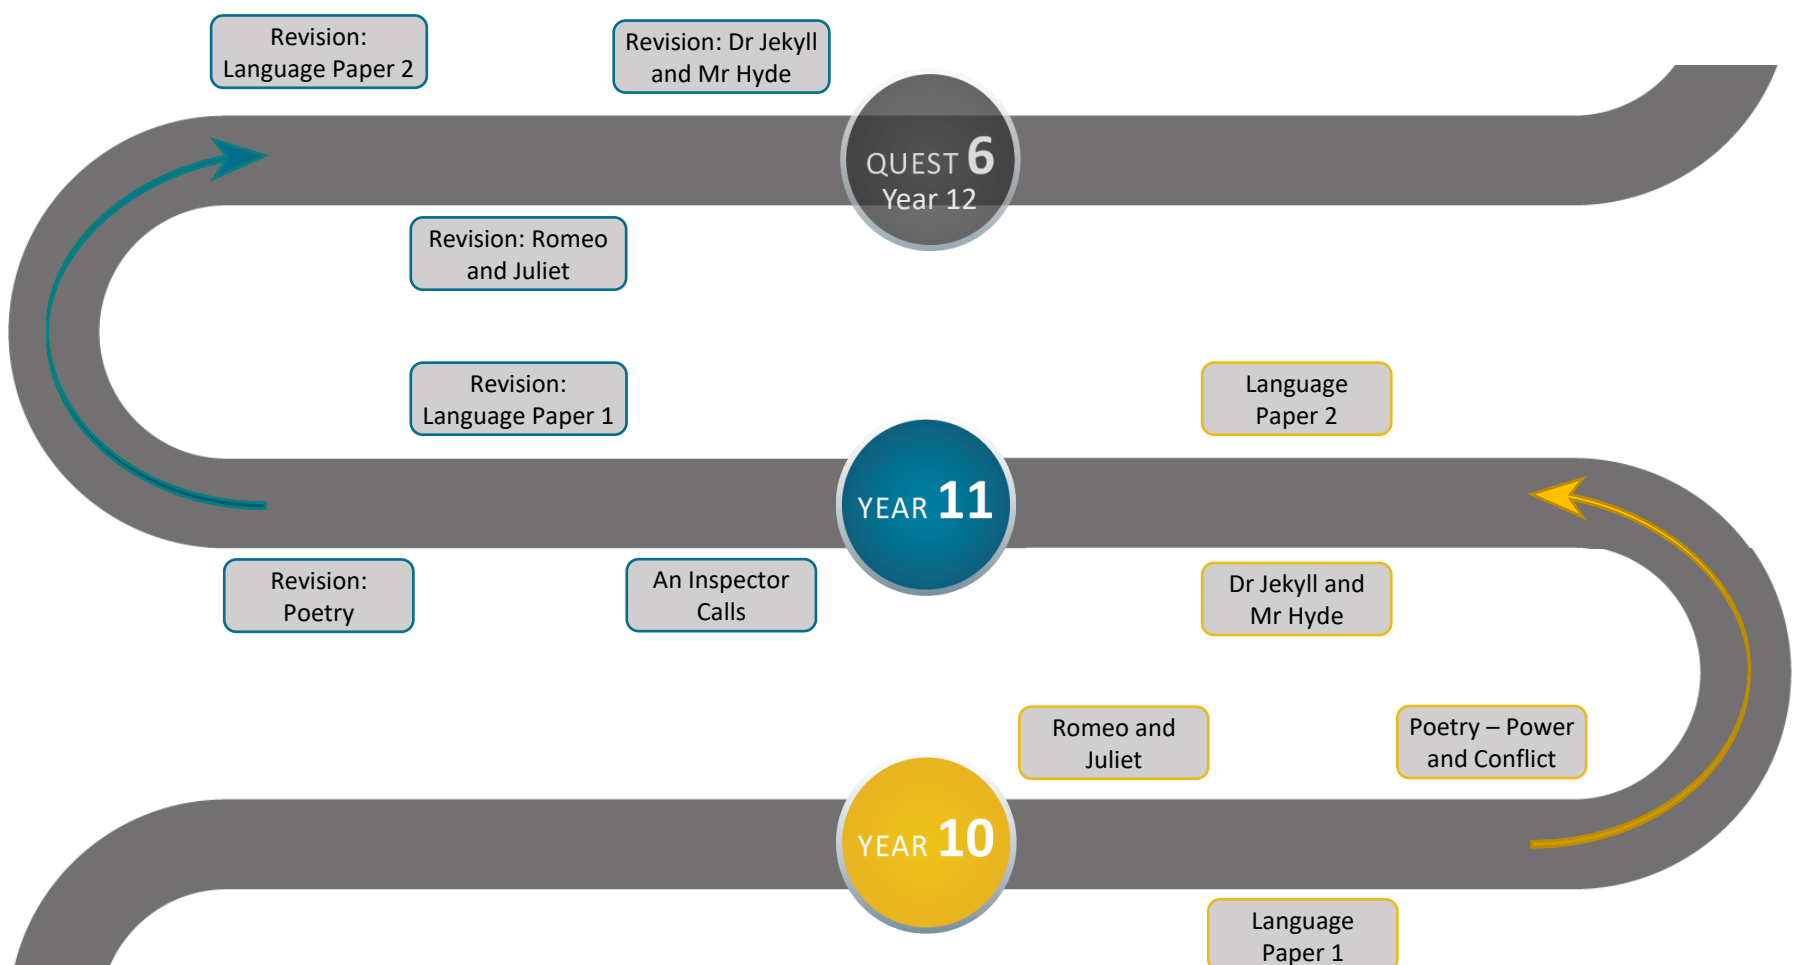 Revision:
Language Paper 2
Revision: Dr Jekyll
and Mr Hyde
QUEST 6
Year 12
Revision: Romeo
and Juliet
Revision:
Language Paper 1
Language
Paper 2
YEAR 11
Revision:
Poetry
An Inspector
Calls
Dr Jekyll and
Mr Hyde
Romeo and
Juliet
Poetry – Power
and Conflict
YEAR 10
Language
Paper 1